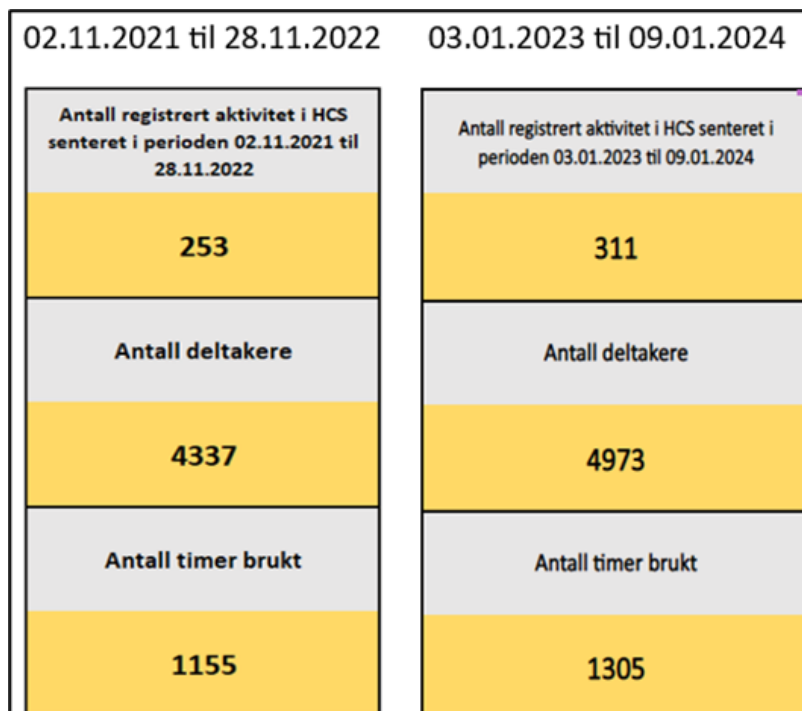 02.11.2021 til 28.11.2022
Antall registrert aktivitet i HCS
senteret i perioden 02.11.2021 til
28.11.2022
253
Antall deltakere
4337
Antall timer brukt
1155
03.01.2023 til 09.01.2024
Antall registrert aktivitet i HCS senteret i
perioden 03.01.2023 til 09.01.2024
311
Antall deltakere
4973
Antall timer brukt
1305